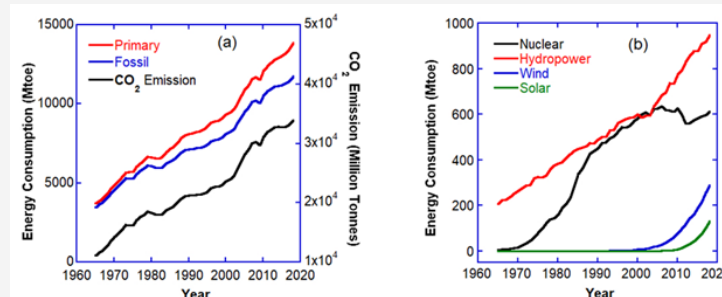 (a)
Primary
Fossil
CO2 Emission
Energy Consumption (Mtoe)
15000
10000
5000
0
CO2 Emission (Million Tonnes)
5x10^4
4x10^4
3x10^4
2x10^4
1x10^4
1960 1970 1980 1990 2000 2010 2020
Year
(b)
Nuclear
Hydropower
Wind
Solar
Energy Consumption (Mtoe)
1000
800
600
400
200
0
1960 1970 1980 1990 2000 2010
Year